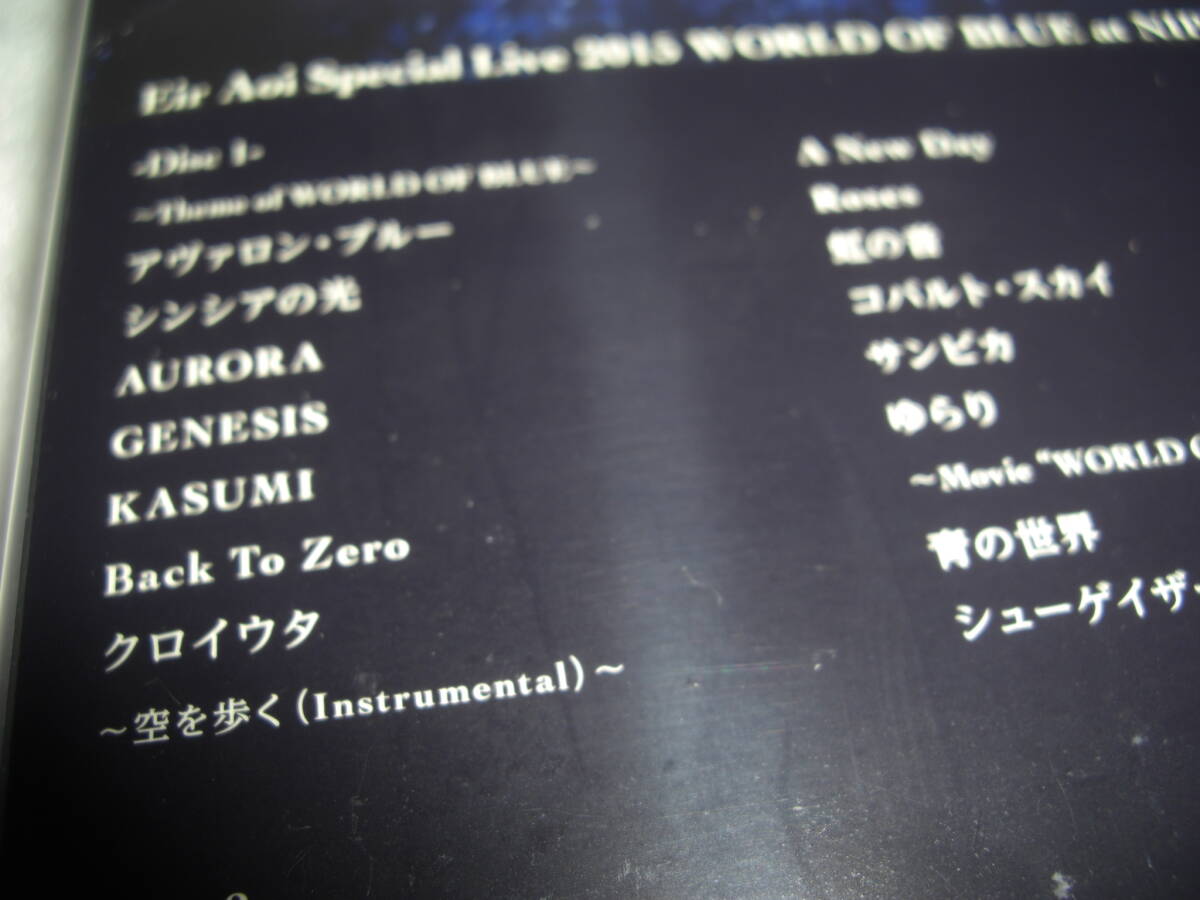 Eir Aoi Special Live 2015 WORLD OF BLUE at
-Disc 1-
~Theme of WORLD OF BLUE~
アヴァロン・ブルー
シンシアの光
AURORA
GENESIS
KASUMI
Back To Zero
クロイウタ
~空を歩く(Instrumental)~
A New Day
Roses
虹の音
コバルト・スカイ
サンビカ
ゆらり
~Movie "WORLD
青の世界
シューゲイザー